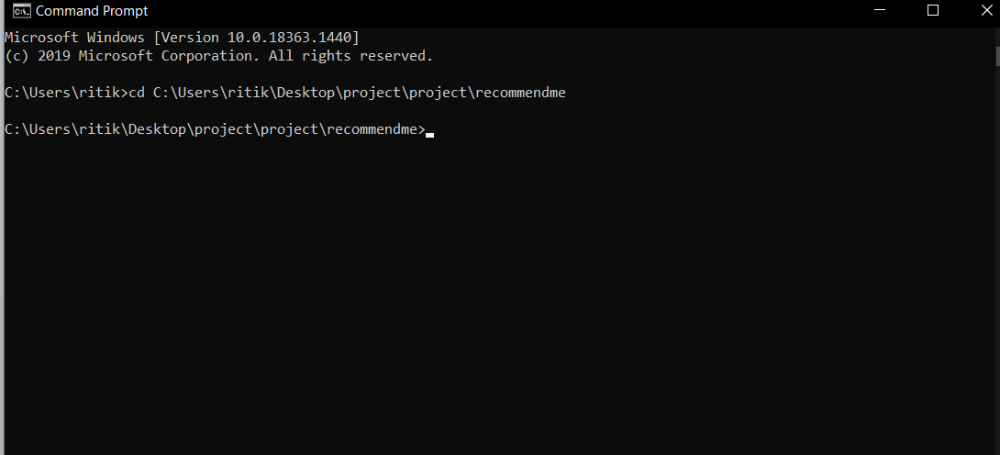 Command Prompt
Microsoft Windows [Version 10.0.18363.1440]
(c) 2019 Microsoft Corporation. All rights reserved.
C:\Users\ritik>cd C:\Users\ritik\Desktop\project\project\recommendme
C:\Users\ritik\Desktop\project\project\recommendme>